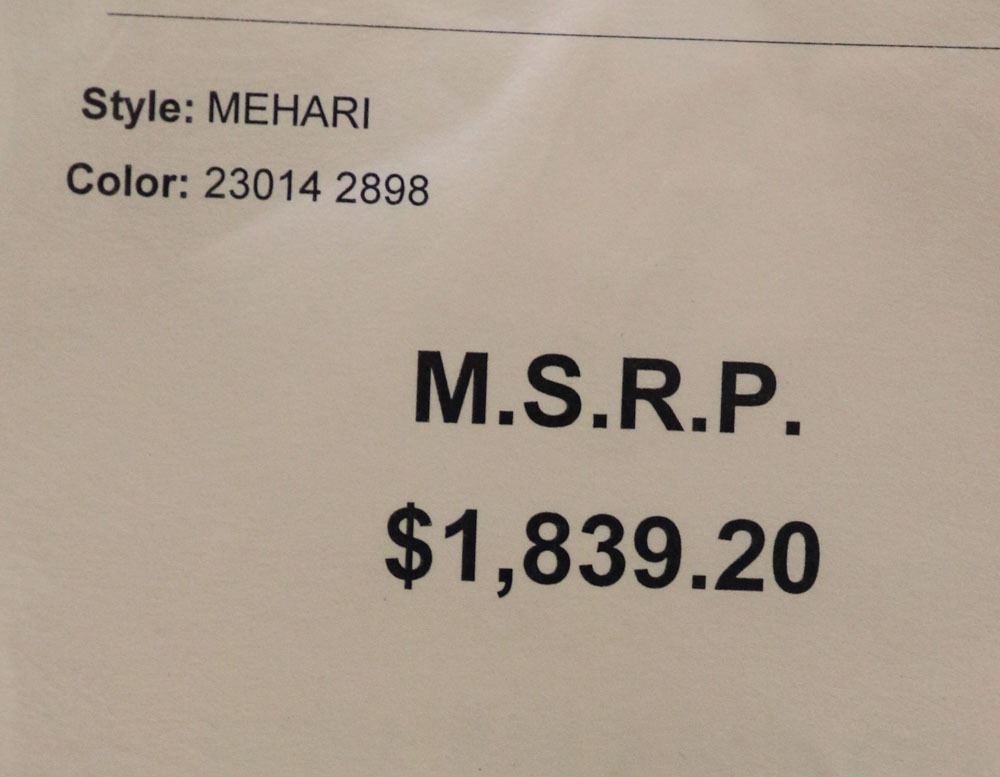 Style: MEHARI
Color: 23014 2898
M.S.R.P.
$1,839.20